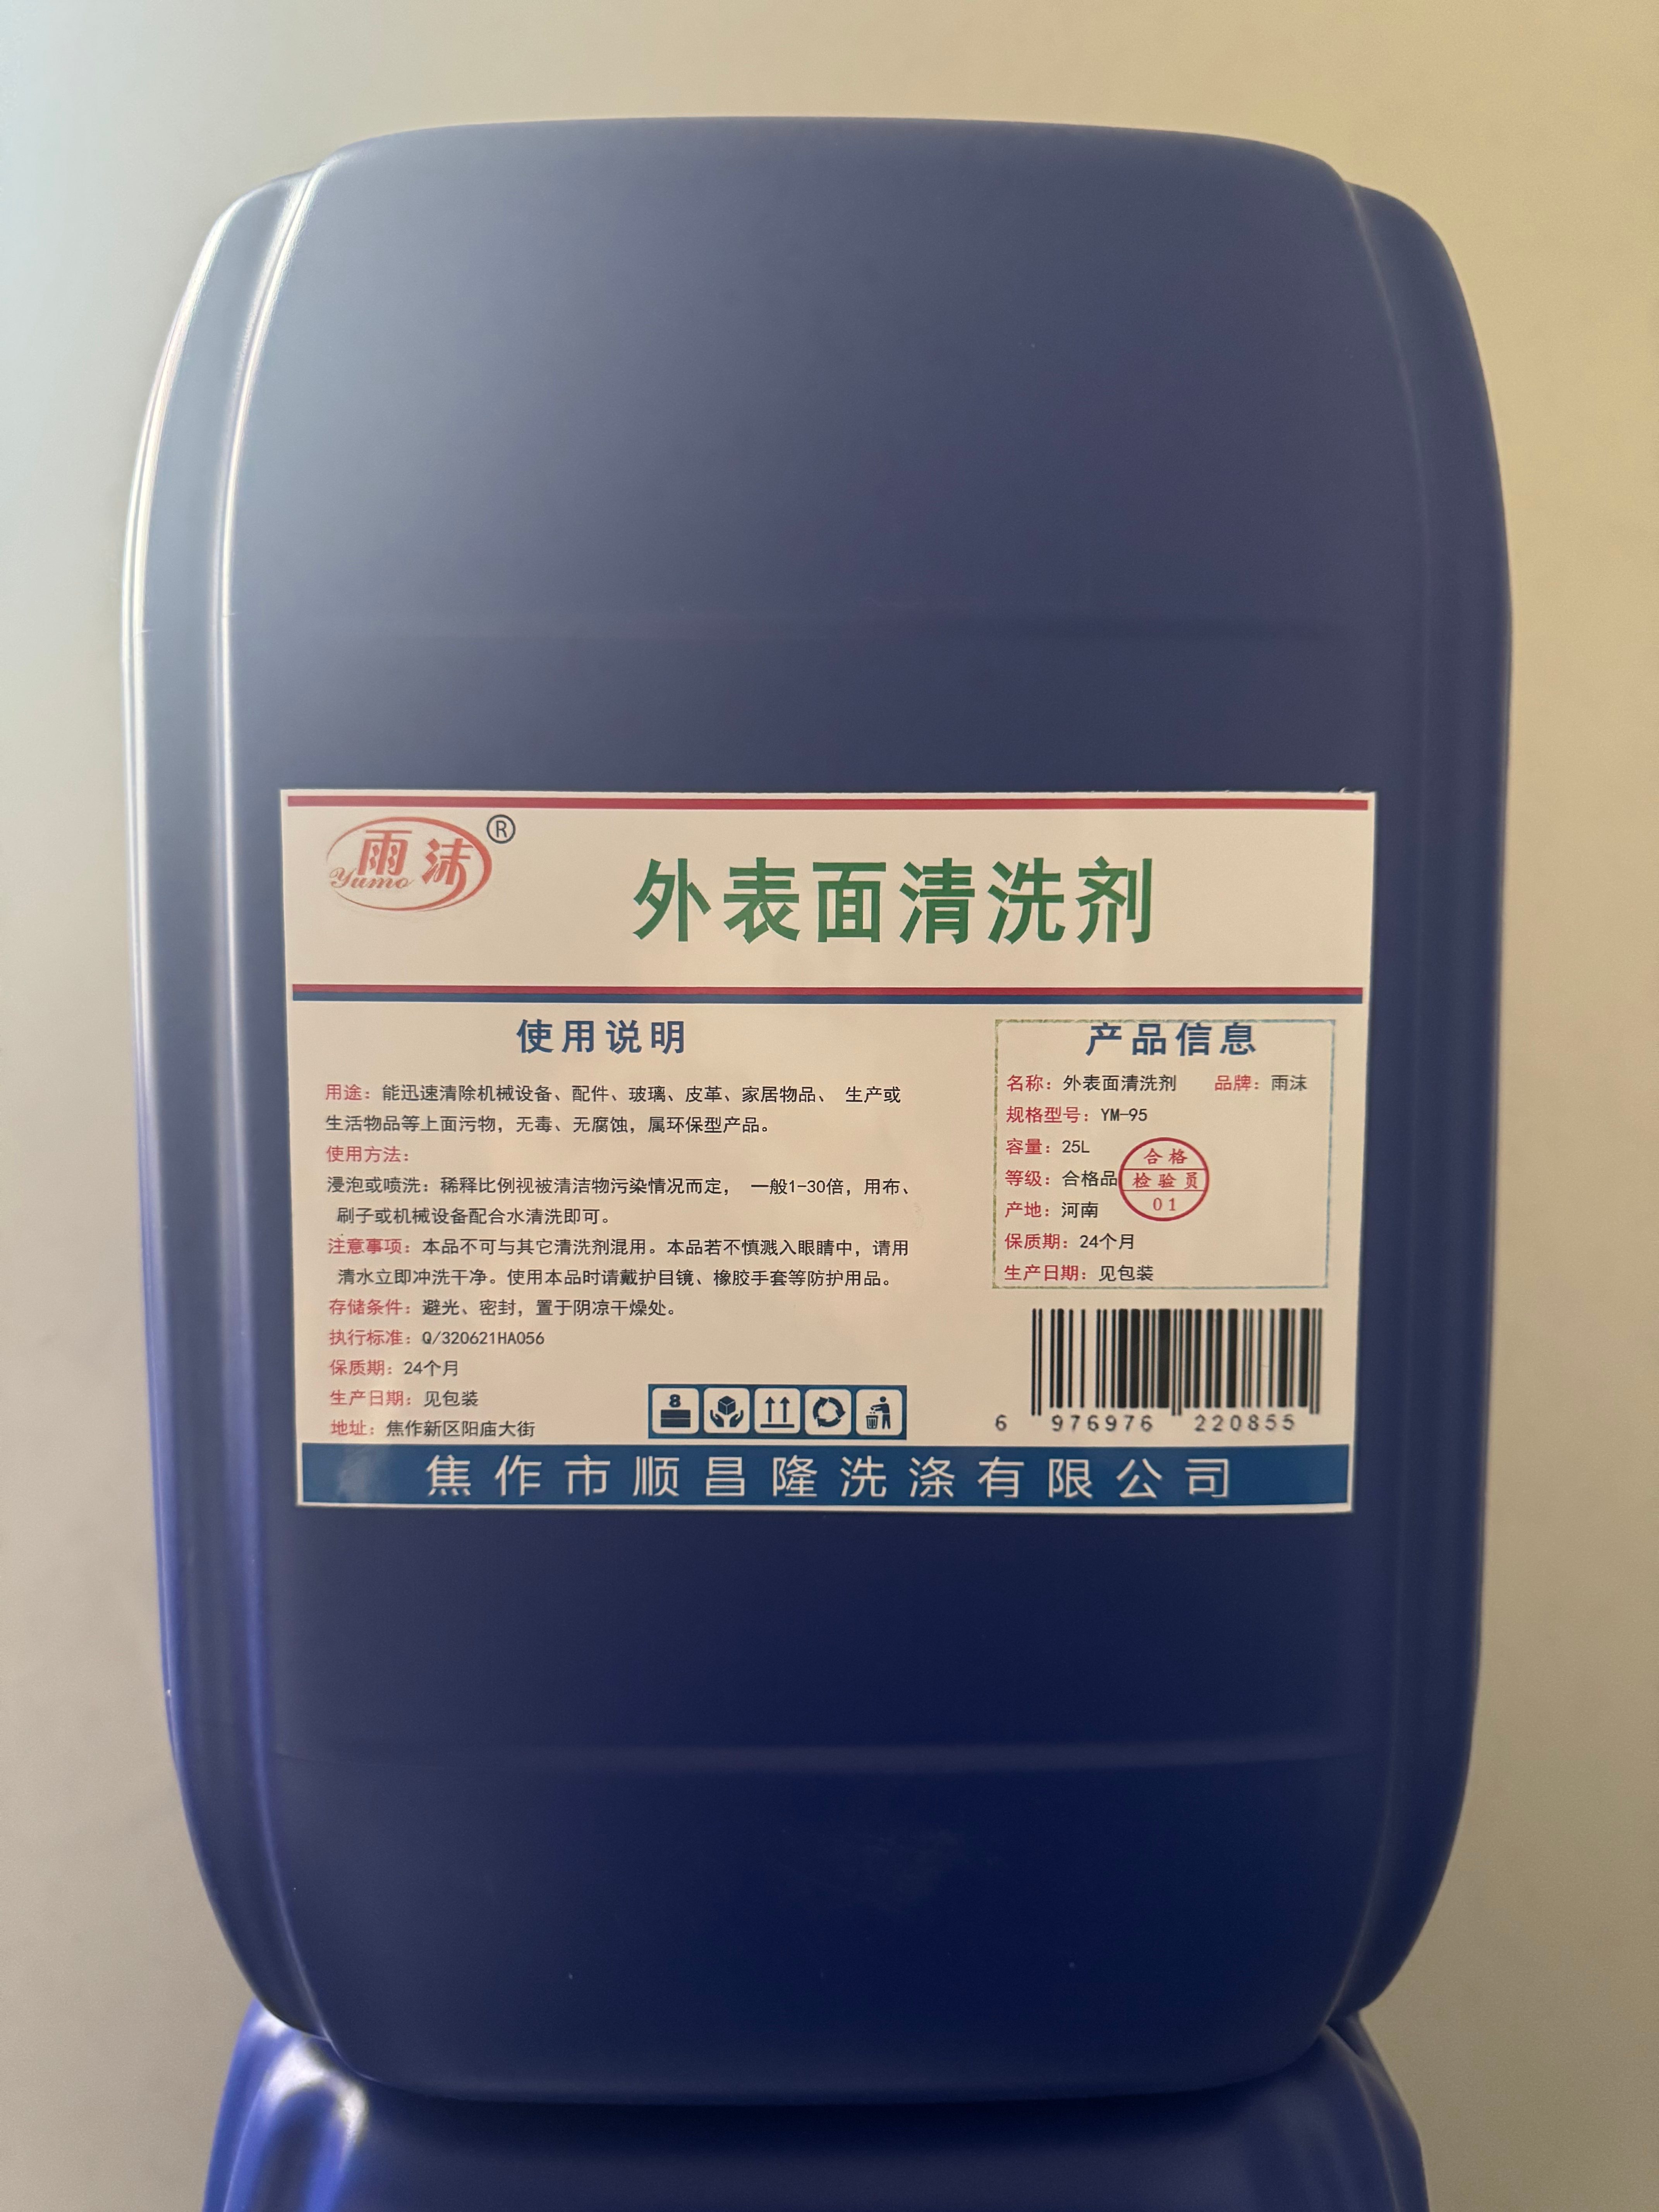 雨沫
Yumo
®
外表面清洗剂
使用说明
用途：能迅速清除机械设备、配件、玻璃、皮革、家居物品、 生产或
生活物品等上面污物，无毒、无腐蚀，属环保型产品。
使用方法：
浸泡或喷洗：稀释比例视被清洁物污染情况而定， 一般1-30倍，用布、
刷子或机械设备配合水清洗即可。
注意事项：本品不可与其它清洗剂混用。本品若不慎溅入眼睛中，请用
清水立即冲洗干净。使用本品时请戴护目镜、橡胶手套等防护用品。
存储条件：避光、密封，置于阴凉干燥处。
执行标准：Q/320621HA056
保质期：24个月
生产日期：见包装
地址：焦作新区阳庙大街
8
产品信息
名称：外表面清洗剂 品牌：雨沫
规格型号：YM-95
容量：25L
等级：合格品
产地：河南
保质期：24个月
生产日期：见包装
合格
检验员
01
6 976976 220855
焦作市顺昌隆洗涤有限公司